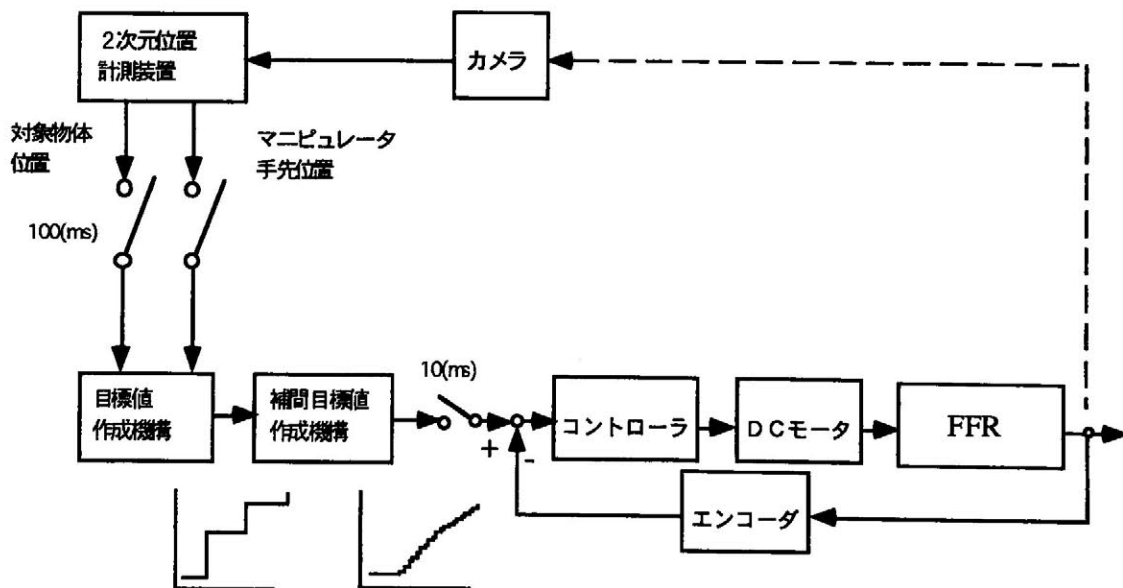 2次元位置
計測装置
カメラ
対象物体
位置
マニピュレータ
手先位置
100(ms)
目標値
作成機構
補間目標値
作成機構
10(ms)
+
-
コントローラ
DCモータ
FFR
エンコーダ